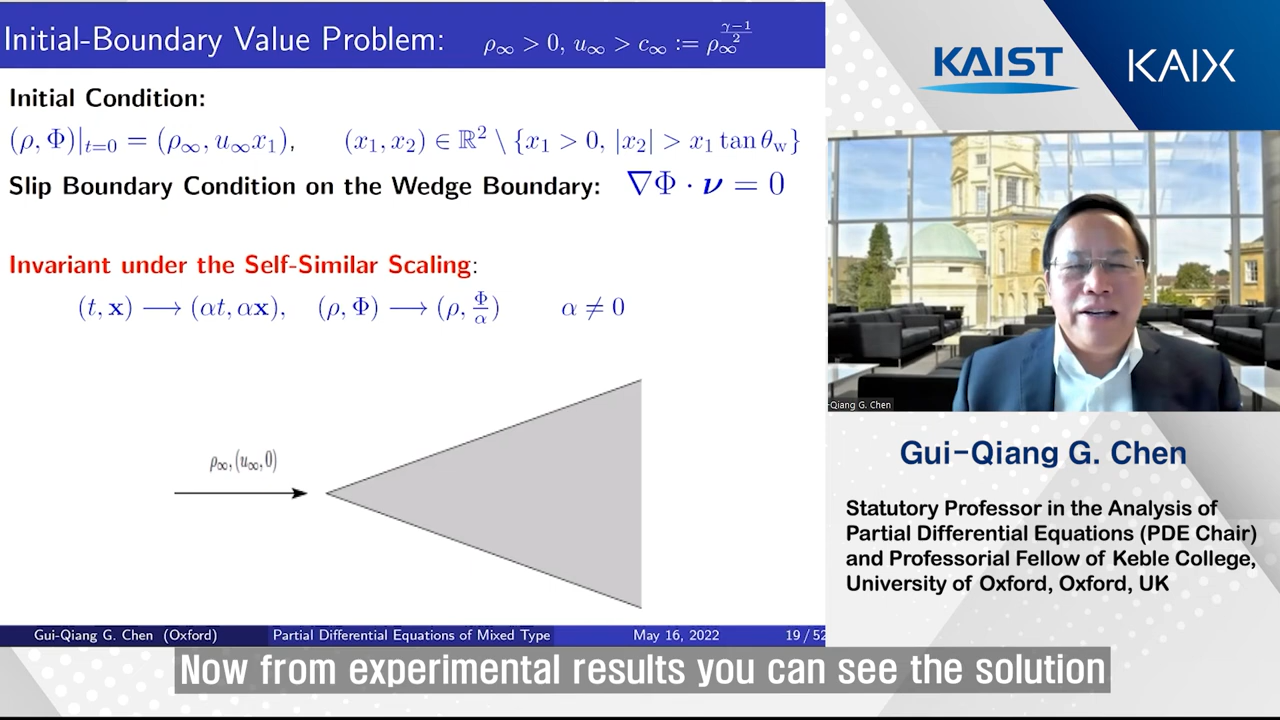 Initial-Boundary Value Problem: ρ∞ > 0, u∞ > c∞ := ρ∞^{(γ−1)/2}
Initial Condition:
(ρ, Φ)|t=0 = (ρ∞, u∞x1), (x1, x2) ∈ ℝ² \ {x1 > 0, |x2| > x1 tan θw}
Slip Boundary Condition on the Wedge Boundary: ∇Φ · ν = 0
Invariant under the Self-Similar Scaling:
(t, x) ⟶ (αt, αx), (ρ, Φ) ⟶ (ρ, Φ/α) α ≠ 0
ρ∞, (u∞, 0)
Gui-Qiang G. Chen (Oxford) Partial Differential Equations of Mixed Type May 16, 2022 19 / 52
KAIST KAIX
-Qiang G. Chen
Gui-Qiang G. Chen
Statutory Professor in the Analysis of
Partial Differential Equations (PDE Chair)
and Professorial Fellow of Keble College,
University of Oxford, Oxford, UK
Now from experimental results you can see the solution